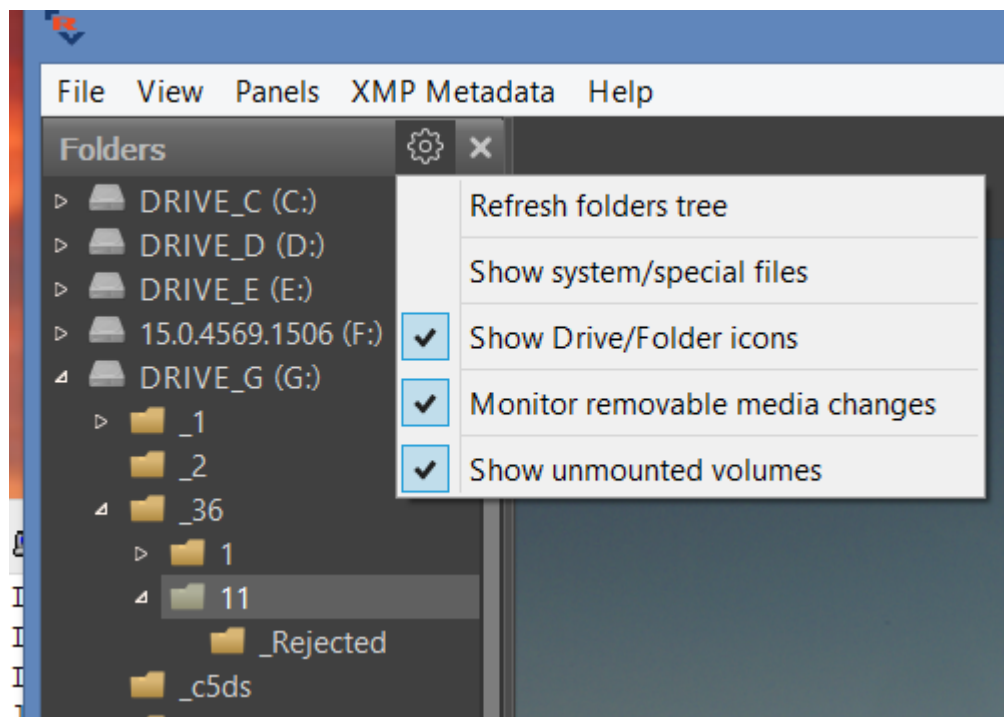 File View Panels XMP Metadata Help
Folders
DRIVE_C (C:)
DRIVE_D (D:)
DRIVE_E (E:)
15.0.4569.1506 (F:)
DRIVE_G (G:)
_1
_2
_36
1
11
_Rejected
_c5ds
Refresh folders tree
Show system/special files
Show Drive/Folder icons
Monitor removable media changes
Show unmounted volumes